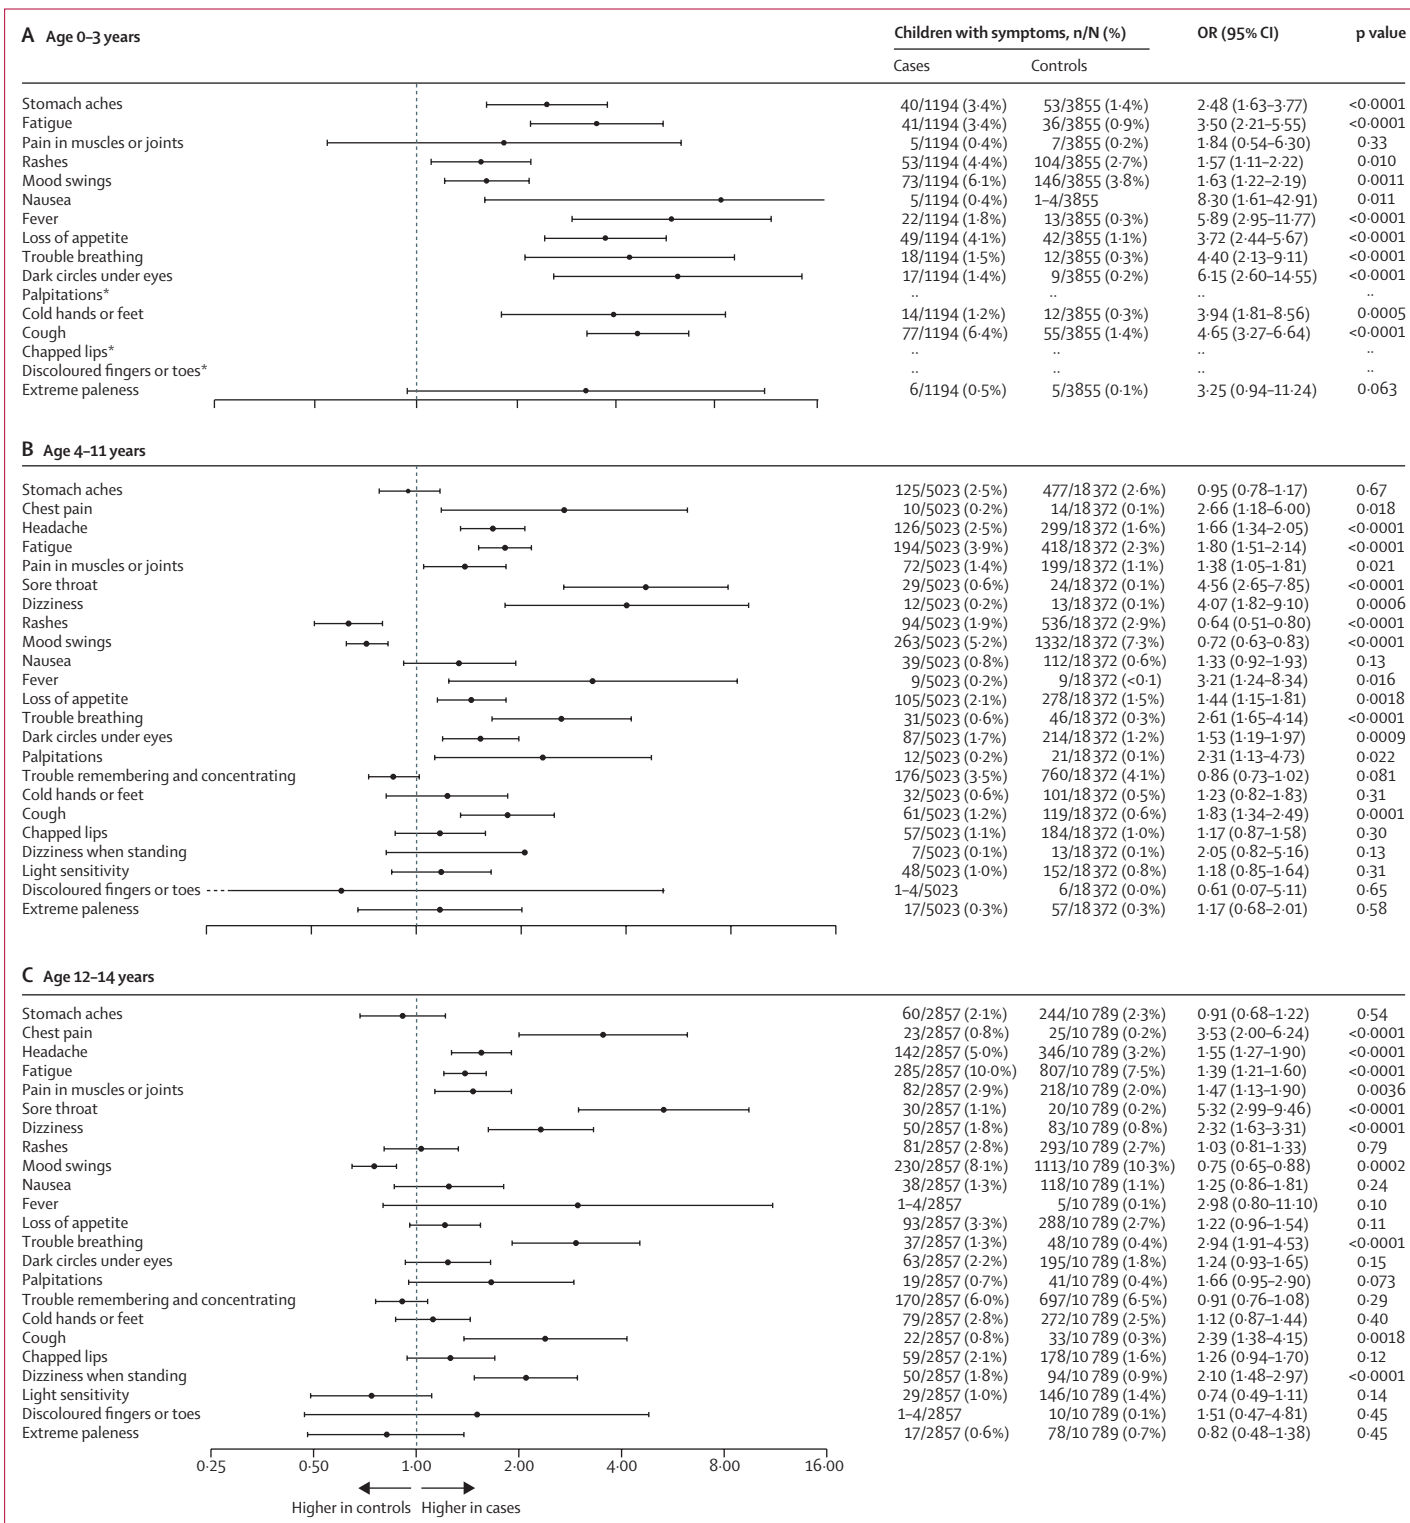 A Age 0–3 years Children with symptoms, n/N (%) OR (95% CI) p value
Cases Controls
Stomach aches 40/1194 (3·4%) 53/3855 (1·4%) 2·48 (1·63–3·77) <0·0001
Fatigue 41/1194 (3·4%) 36/3855 (0·9%) 3·50 (2·21–5·55) <0·0001
Pain in muscles or joints 5/1194 (0·4%) 7/3855 (0·2%) 1·84 (0·54–6·30) 0·33
Rashes 53/1194 (4·4%) 104/3855 (2·7%) 1·57 (1·11–2·22) 0·010
Mood swings 73/1194 (6·1%) 146/3855 (3·8%) 1·63 (1·22–2·19) 0·0011
Nausea 5/1194 (0·4%) 1–4/3855 8·30 (1·61–42·91) 0·011
Fever 22/1194 (1·8%) 13/3855 (0·3%) 5·89 (2·95–11·77) <0·0001
Loss of appetite 49/1194 (4·1%) 42/3855 (1·1%) 3·72 (2·44–5·67) <0·0001
Trouble breathing 18/1194 (1·5%) 12/3855 (0·3%) 4·40 (2·13–9·11) <0·0001
Dark circles under eyes 17/1194 (1·4%) 9/3855 (0·2%) 6·15 (2·60–14·55) <0·0001
Palpitations* ·· ·· ·· ··
Cold hands or feet 14/1194 (1·2%) 12/3855 (0·3%) 3·94 (1·81–8·56) 0·0005
Cough 77/1194 (6·4%) 55/3855 (1·4%) 4·65 (3·27–6·64) <0·0001
Chapped lips* ·· ·· ·· ··
Discoloured fingers or toes* ·· ·· ·· ··
Extreme paleness 6/1194 (0·5%) 5/3855 (0·1%) 3·25 (0·94–11·24) 0·063
B Age 4–11 years
Stomach aches 125/5023 (2·5%) 477/18 372 (2·6%) 0·95 (0·78–1·17) 0·67
Chest pain 10/5023 (0·2%) 14/18 372 (0·1%) 2·66 (1·18–6·00) 0·018
Headache 126/5023 (2·5%) 299/18 372 (1·6%) 1·66 (1·34–2·05) <0·0001
Fatigue 194/5023 (3·9%) 418/18 372 (2·3%) 1·80 (1·51–2·14) <0·0001
Pain in muscles or joints 72/5023 (1·4%) 199/18 372 (1·1%) 1·38 (1·05–1·81) 0·021
Sore throat 29/5023 (0·6%) 24/18 372 (0·1%) 4·56 (2·65–7·85) <0·0001
Dizziness 12/5023 (0·2%) 13/18 372 (0·1%) 4·07 (1·82–9·10) 0·0006
Rashes 94/5023 (1·9%) 536/18 372 (2·9%) 0·64 (0·51–0·80) <0·0001
Mood swings 263/5023 (5·2%) 1332/18 372 (7·3%) 0·72 (0·63–0·83) <0·0001
Nausea 39/5023 (0·8%) 112/18 372 (0·6%) 1·33 (0·92–1·93) 0·13
Fever 9/5023 (0·2%) 9/18 372 (<0·1) 3·21 (1·24–8·34) 0·016
Loss of appetite 105/5023 (2·1%) 278/18 372 (1·5%) 1·44 (1·15–1·81) 0·0018
Trouble breathing 31/5023 (0·6%) 46/18 372 (0·3%) 2·61 (1·65–4·14) <0·0001
Dark circles under eyes 87/5023 (1·7%) 214/18 372 (1·2%) 1·53 (1·19–1·97) 0·0009
Palpitations 12/5023 (0·2%) 21/18 372 (0·1%) 2·31 (1·13–4·73) 0·022
Trouble remembering and concentrating 176/5023 (3·5%) 760/18 372 (4·1%) 0·86 (0·73–1·02) 0·081
Cold hands or feet 32/5023 (0·6%) 101/18 372 (0·5%) 1·23 (0·82–1·83) 0·31
Cough 61/5023 (1·2%) 119/18 372 (0·6%) 1·83 (1·34–2·49) 0·0001
Chapped lips 57/5023 (1·1%) 184/18 372 (1·0%) 1·17 (0·87–1·58) 0·30
Dizziness when standing 7/5023 (0·1%) 13/18 372 (0·1%) 2·05 (0·82–5·16) 0·13
Light sensitivity 48/5023 (1·0%) 152/18 372 (0·8%) 1·18 (0·85–1·64) 0·31
Discoloured fingers or toes 1–4/5023 6/18 372 (0·0%) 0·61 (0·07–5·11) 0·65
Extreme paleness 17/5023 (0·3%) 57/18 372 (0·3%) 1·17 (0·68–2·01) 0·58
C Age 12–14 years
Stomach aches 60/2857 (2·1%) 244/10 789 (2·3%) 0·91 (0·68–1·22) 0·54
Chest pain 23/2857 (0·8%) 25/10 789 (0·2%) 3·53 (2·00–6·24) <0·0001
Headache 142/2857 (5·0%) 346/10 789 (3·2%) 1·55 (1·27–1·90) <0·0001
Fatigue 285/2857 (10·0%) 807/10 789 (7·5%) 1·39 (1·21–1·60) <0·0001
Pain in muscles or joints 82/2857 (2·9%) 218/10 789 (2·0%) 1·47 (1·13–1·90) 0·0036
Sore throat 30/2857 (1·1%) 20/10 789 (0·2%) 5·32 (2·99–9·46) <0·0001
Dizziness 50/2857 (1·8%) 83/10 789 (0·8%) 2·32 (1·63–3·31) <0·0001
Rashes 81/2857 (2·8%) 293/10 789 (2·7%) 1·03 (0·81–1·33) 0·79
Mood swings 230/2857 (8·1%) 1113/10 789 (10·3%) 0·75 (0·65–0·88) 0·0002
Nausea 38/2857 (1·3%) 118/10 789 (1·1%) 1·25 (0·86–1·81) 0·24
Fever 1–4/2857 5/10 789 (0·1%) 2·98 (0·80–11·10) 0·10
Loss of appetite 93/2857 (3·3%) 288/10 789 (2·7%) 1·22 (0·96–1·54) 0·11
Trouble breathing 37/2857 (1·3%) 48/10 789 (0·4%) 2·94 (1·91–4·53) <0·0001
Dark circles under eyes 63/2857 (2·2%) 195/10 789 (1·8%) 1·24 (0·93–1·65) 0·15
Palpitations 19/2857 (0·7%) 41/10 789 (0·4%) 1·66 (0·95–2·90) 0·073
Trouble remembering and concentrating 170/2857 (6·0%) 697/10 789 (6·5%) 0·91 (0·76–1·08) 0·29
Cold hands or feet 79/2857 (2·8%) 272/10 789 (2·5%) 1·12 (0·87–1·44) 0·40
Cough 22/2857 (0·8%) 33/10 789 (0·3%) 2·39 (1·38–4·15) 0·0018
Chapped lips 59/2857 (2·1%) 178/10 789 (1·6%) 1·26 (0·94–1·70) 0·12
Dizziness when standing 50/2857 (1·8%) 94/10 789 (0·9%) 2·10 (1·48–2·97) <0·0001
Light sensitivity 29/2857 (1·0%) 146/10 789 (1·4%) 0·74 (0·49–1·11) 0·14
Discoloured fingers or toes 1–4/2857 10/10 789 (0·1%) 1·51 (0·47–4·81) 0·45
Extreme paleness 17/2857 (0·6%) 78/10 789 (0·7%) 0·82 (0·48–1·38) 0·45
0·25 0·50 1·00 2·00 4·00 8·00 16·00
Higher in controls Higher in cases